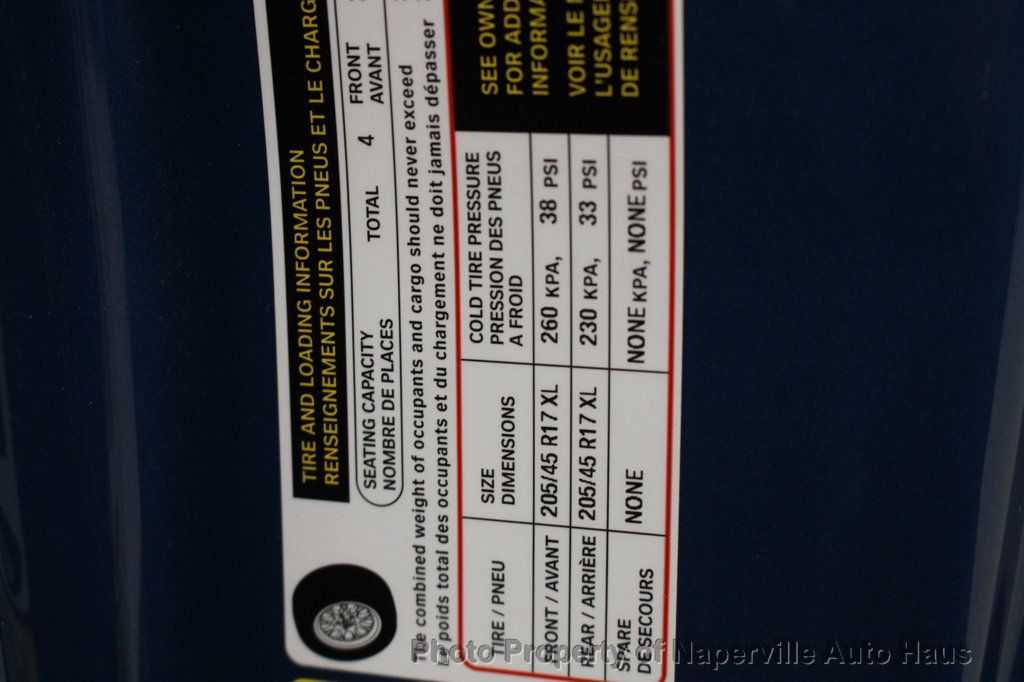 TIRE AND LOADING INFORMATION
RENSEIGNEMENTS SUR LES PNEUS ET LE CHARG
SEATING CAPACITY TOTAL 4 FRONT
NOMBRE DE PLACES AVANT
The combined weight of occupants and cargo should never exceed
Le poids total des occupants et du chargement ne doit jamais dépasser
TIRE / PNEU SIZE DIMENSIONS COLD TIRE PRESSURE
PRESSION DES PNEUS
A FROID
FRONT / AVANT 205/45 R17 XL 260 KPA, 38 PSI
REAR / ARRIÈRE 205/45 R17 XL 230 KPA, 33 PSI
SPARE
DE SECOURS NONE NONE KPA, NONE PSI
SEE OWN
FOR ADD
INFORMA
VOIR LE
L'USAGE
DE RENS
Photo Property of Naperville Auto Haus